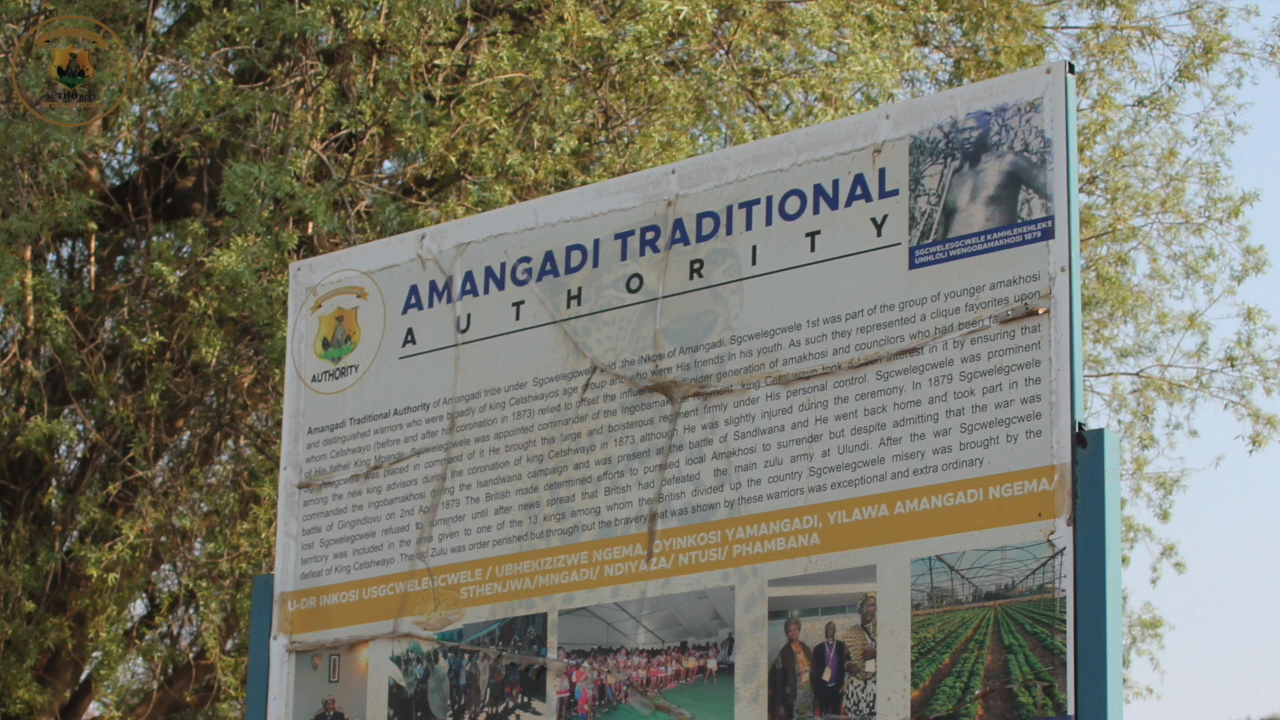 AUTHORITY
AMANGADI TRADITIONAL
AUTHORITY
SGCWELESGCWELE KAMHLEKEHLEKE
UMHLOLI WENGOBAMAKHOSI 1879
AUTHORITY
Amangadi Traditional Authority of Amangadi tribe under Sgcwelegcwele 2nd ,the iNkosi of Amangadi. Sgcwelegcwele 1st was part of the group of younger amakhosi
and distinguished warriors who were broadly of king Cetshwayos age group and who were His friends in his youth. As such they represented a clique favorites upon
whom Cetshwayo (before and after his coronation in 1873) relied to offset the influence older generation of amakhosi and councilors who had been
of His father King Mpande. Sgcwelegcwele was appointed commander of the Ingobamakhosi regiment. king Cetshwayo took a keen interest in it by ensuring that
Sgcwelegcwele was placed in command of it He brought this large and boisterous regiment firmly under His personal control. Sgcwelegcwele was prominent
among the new king advisors during the coronation of king Cetshwayo in 1873 although He was slightly injured during the ceremony. In 1879 Sgcwelegcwele
commanded the Ingobamakhosi during the Isandlwana campaign and was present at the battle of Sandlwana and He went back home and took part in the
battle of Gingindlovu on 2nd April 1879 The British made determined efforts to pursued local Amakhosi to surrender but despite admitting that the war was
lost Sgcwelegcwele refused to surrender until after news spread that British had defeated the main zulu army at Ulundi. After the war Sgcwelegcwele
territory was included in the area given to one of the 13 kings among whom the British divided up the country Sgcwelegcwele misery was brought by the
defeat of King Cetshwayo .The old Zulu was order perished but through out the bravery that was shown by these warriors was exceptional and extra ordinary .
U-DR INKOSI USGCWELEGCWELE / UBHEKIZIZWE NGEMA, OYINKOSI YAMANGADI, YILAWA AMANGADI NGEMA/
STHENJWA/MNGADI/ NDIYAZA/ NTUSI/ PHAMBANA